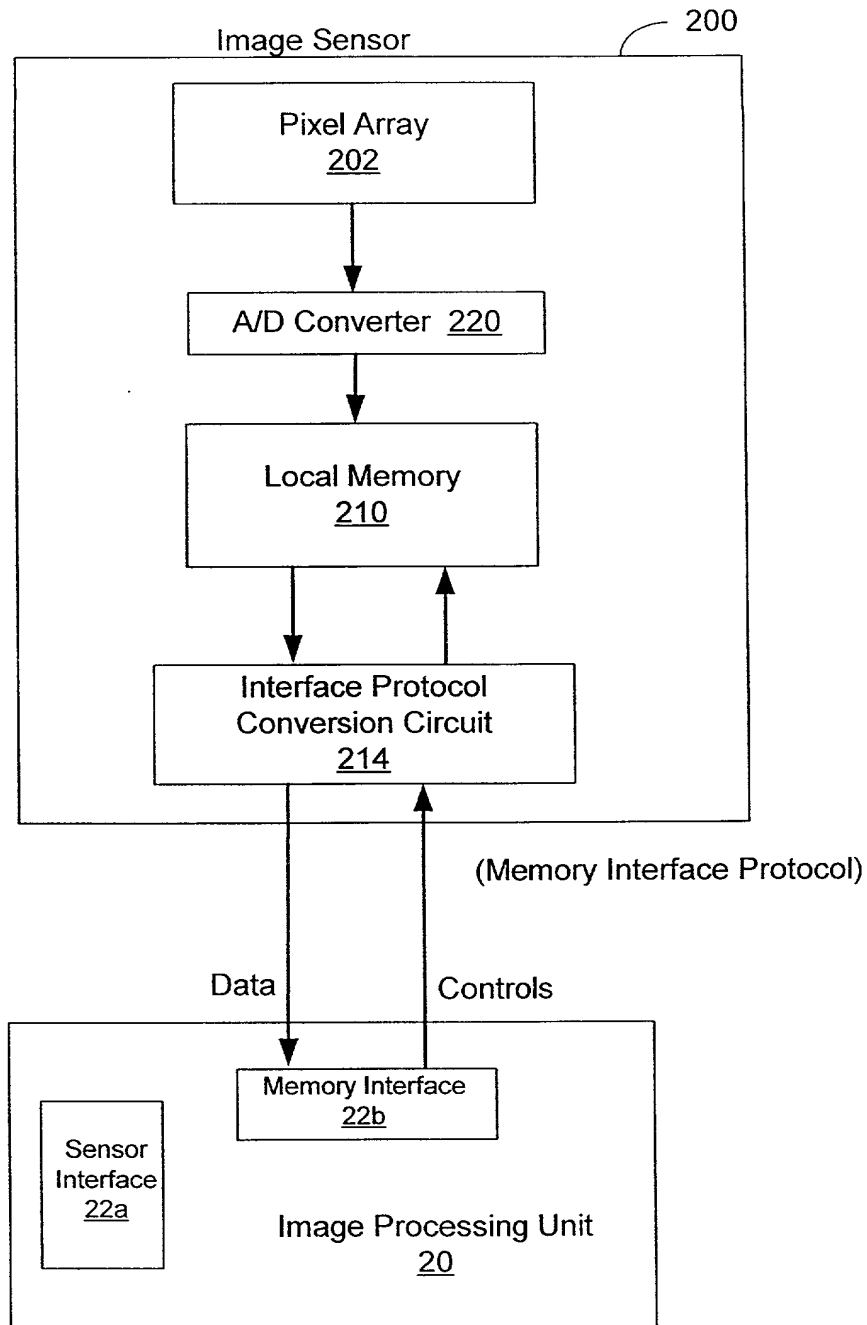 200
Image Sensor
Pixel Array
202
A/D Converter 220
Local Memory
210
Interface Protocol
Conversion Circuit
214
(Memory Interface Protocol)
Data
Controls
Memory Interface
22b
Sensor
Interface
22a
Image Processing Unit
20